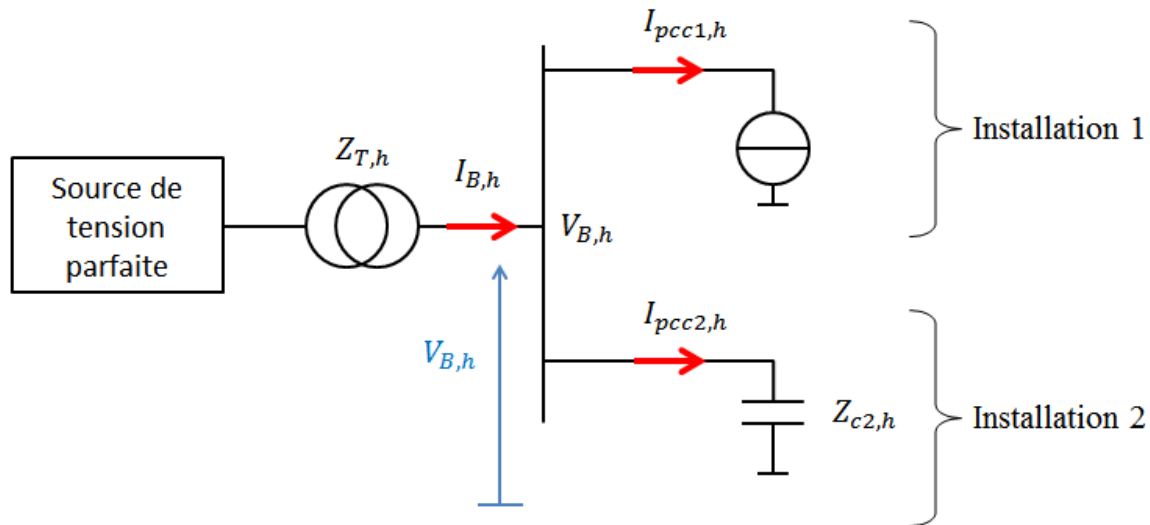 I_{pcc1,h}
Installation 1
Z_{T,h}
Source de
tension
parfaite
I_{B,h}
V_{B,h}
I_{pcc2,h}
V_{B,h}
Z_{c2,h}
Installation 2